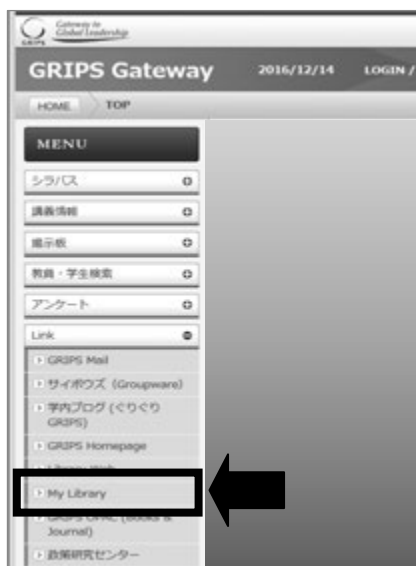 Gateway to
Global Leadership
GRIPS
GRIPS Gateway 2016/12/14 LOGIN /
HOME TOP
MENU
シラバス
講義情報
掲示板
教員・学生検索
アンケート
Link
GRIPS Mail
サイボウズ (Groupware)
学内ブログ (ぐりぐり
GRIPS)
GRIPS Homepage
Library Web
My Library
GRIPS OPAC (Books &
Journal)
政策研究センター